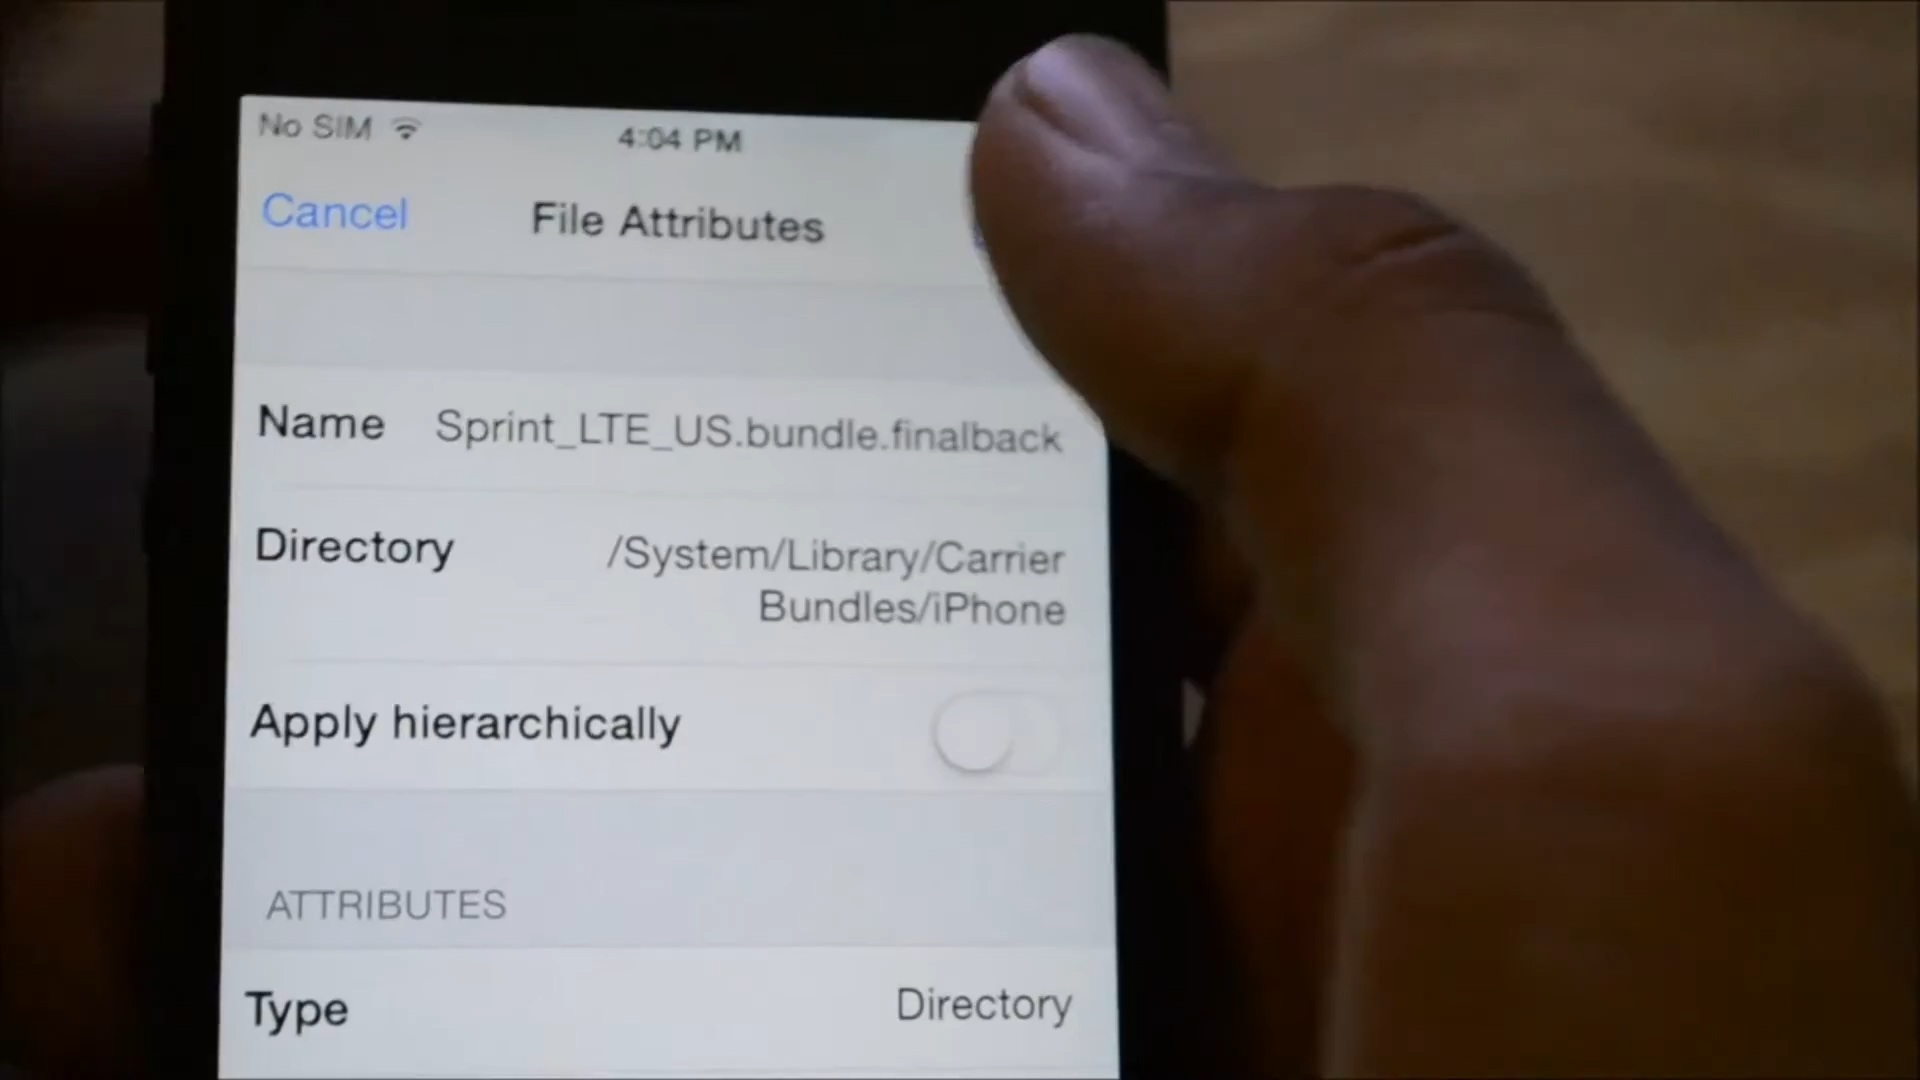 No SIM 4:04 PM
Cancel File Attributes
Name Sprint_LTE_US.bundle.finalback
Directory /System/Library/Carrier
Bundles/iPhone
Apply hierarchically
ATTRIBUTES
Type Directory